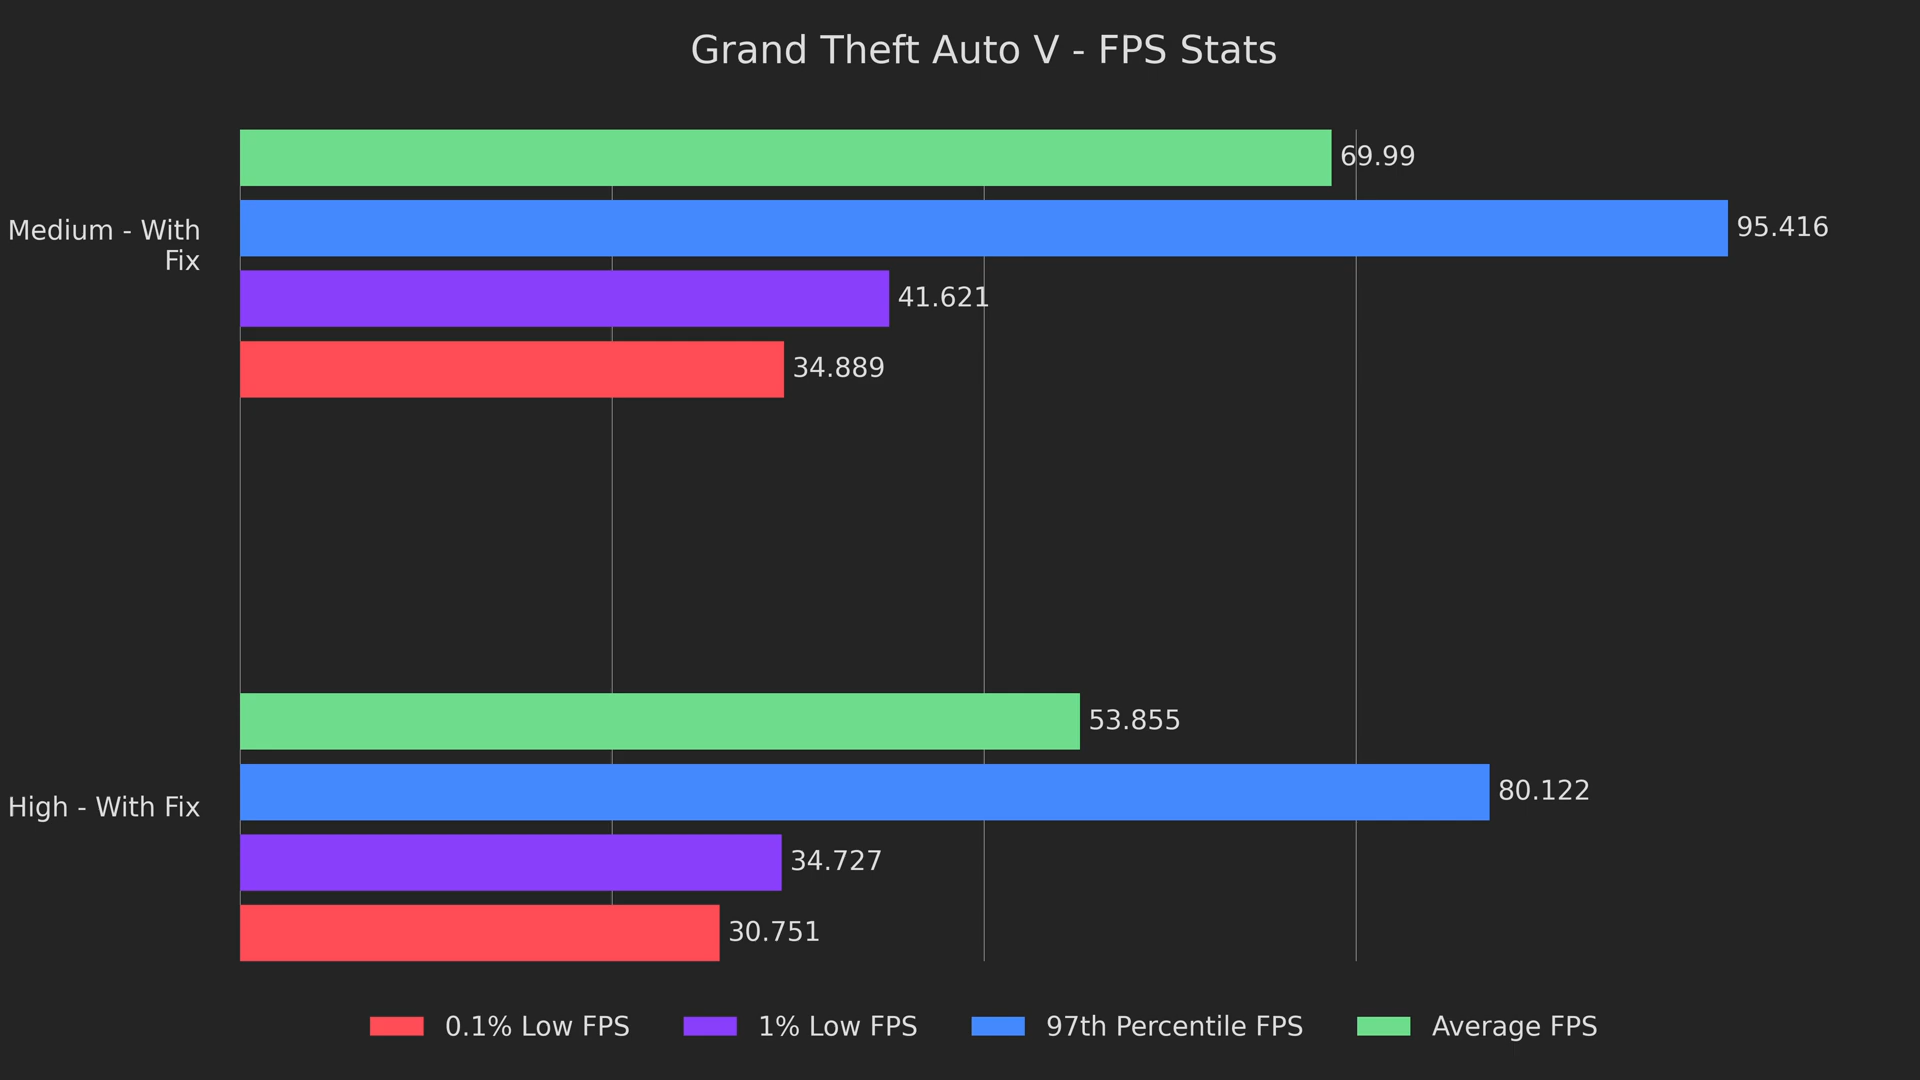 Grand Theft Auto V - FPS Stats
69.99
95.416
Medium - With
Fix
41.621
34.889
53.855
80.122
High - With Fix
34.727
30.751
0.1% Low FPS
1% Low FPS
97th Percentile FPS
Average FPS